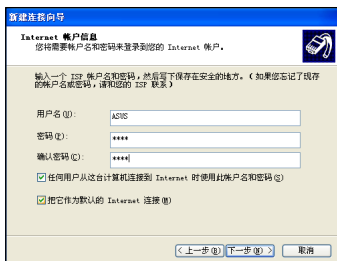 新建连接向导
Internet 帐户信息
您将需要帐户名和密码来登录到您的 Internet 帐户。
输入一个 ISP 帐户名和密码，然后写下保存在安全的地方。(如果您忘记了现存
的帐户名或密码，请和您的 ISP 联系)
用户名(U): ASUS
密码(P): ****
确认密码(C): ****
任何用户从这台计算机连接到 Internet 时使用此帐户名和密码(S)
把它作为默认的 Internet 连接(M)
< 上一步(B) 下一步(N) > 取消